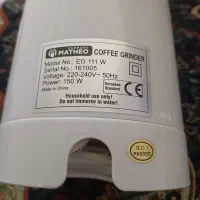 MATHEO COFFEE GRINDER
Model No.: EG 111 W
Serial No.: 161005
Voltage: 220-240V~ 50Hz
Power: 150 W
Made in China
European
Standard
CE
Household use only!
Do not immerse in water!
Q.C.1
PASSED